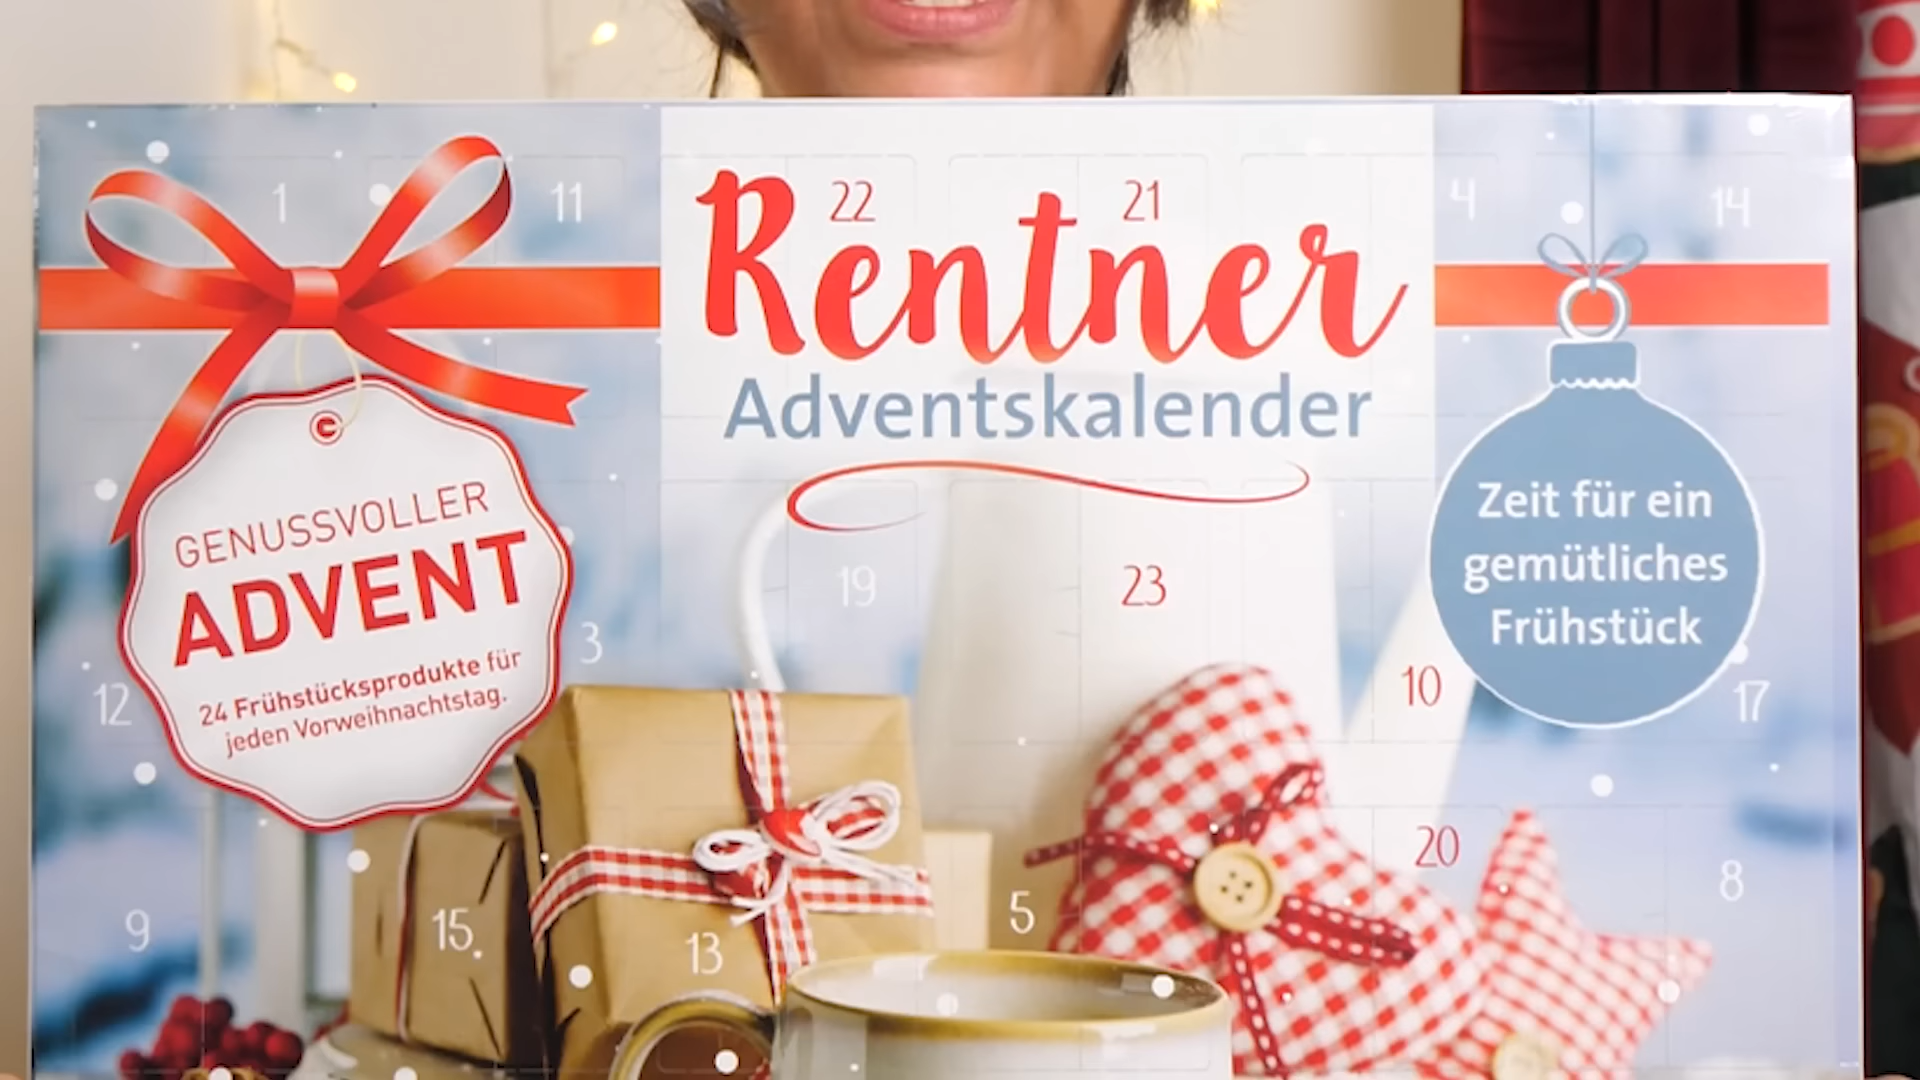 1
11
22
21
4
14
Rentner
Adventskalender
GENUSSVOLLER
ADVENT
24 Frühstücksprodukte für
jeden Vorweihnachtstag.
Zeit für ein
gemütliches
Frühstück
19
23
3
12
10
17
20
8
9
15
13
5